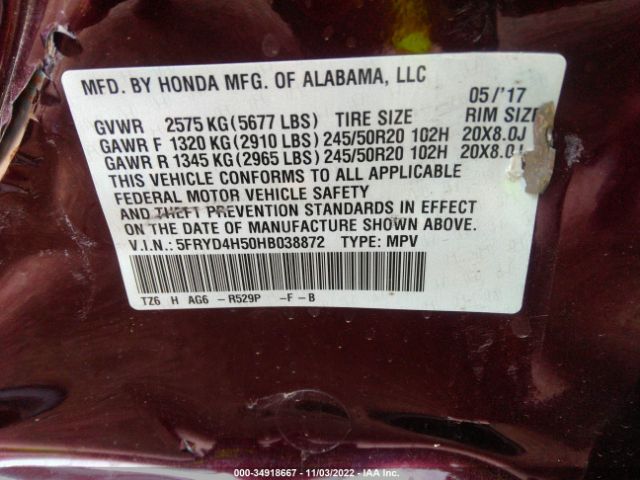 MFD. BY HONDA MFG. OF ALABAMA, LLC
05/'17
GVWR 2575 KG (5677 LBS) TIRE SIZE RIM SIZE
GAWR F 1320 KG (2910 LBS) 245/50R20 102H 20X8.0J
GAWR R 1345 KG (2965 LBS) 245/50R20 102H 20X8.0J
THIS VEHICLE CONFORMS TO ALL APPLICABLE
FEDERAL MOTOR VEHICLE SAFETY
AND THEFT PREVENTION STANDARDS IN EFFECT
ON THE DATE OF MANUFACTURE SHOWN ABOVE.
V.I.N.: 5FRYD4H50HB038872 TYPE: MPV
TZ6 H AG6 -R529P -F-B
000-34918667 - 11/03/2022 - IAA Inc.